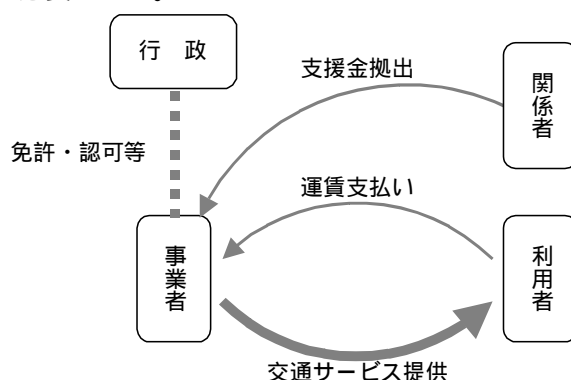 行 政
支援金拠出
関係者
免許・認可等
運賃支払い
事業者
利用者
交通サービス提供